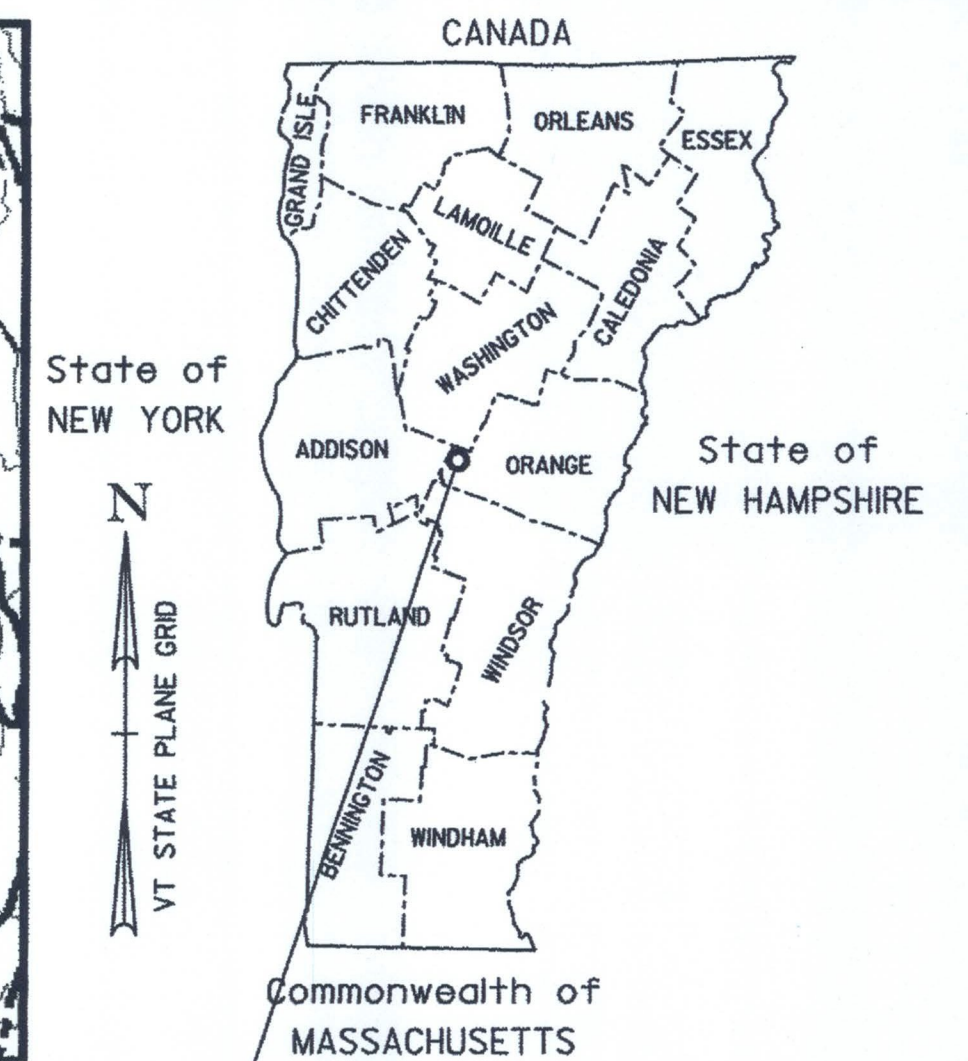 CANADA
FRANKLIN
ORLEANS
ESSEX
GRAND ISLE
LAMOILLE
CHITTENDEN
CALEDONIA
WASHINGTON
State of
NEW YORK
ADDISON
ORANGE
State of
NEW HAMPSHIRE
N
VT STATE PLANE GRID
RUTLAND
WINDSOR
BENNINGTON
WINDHAM
Commonwealth of
MASSACHUSETTS